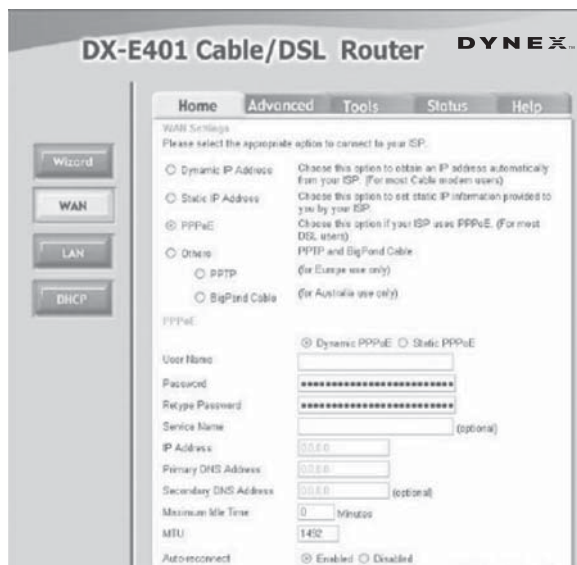 DX-E401 Cable/DSL Router DYNEX™
Home Advanced Tools Status Help
WAN Settings
Please select the appropriate option to connect to your ISP.
Wizard
WAN
LAN
DHCP
Dynamic IP Address Choose this option to obtain an IP address automatically
from your ISP. (For most Cable modem users)
Static IP Address Choose this option to set static IP information provided to
you by your ISP.
PPPoE Choose this option if your ISP uses PPPoE. (For most
DSL users)
Others PPTP and BigPond Cable
PPTP (for Europe use only)
BigPond Cable (for Australia use only)
PPPoE
Dynamic PPPoE Static PPPoE
User Name
Password
Retype Password
Service Name (optional)
IP Address 0.0.0.0
Primary DNS Address 0.0.0.0
Secondary DNS Address 0.0.0.0 (optional)
Maximum Idle Time 0 Minutes
MTU 1492
Auto-reconnect Enabled Disabled